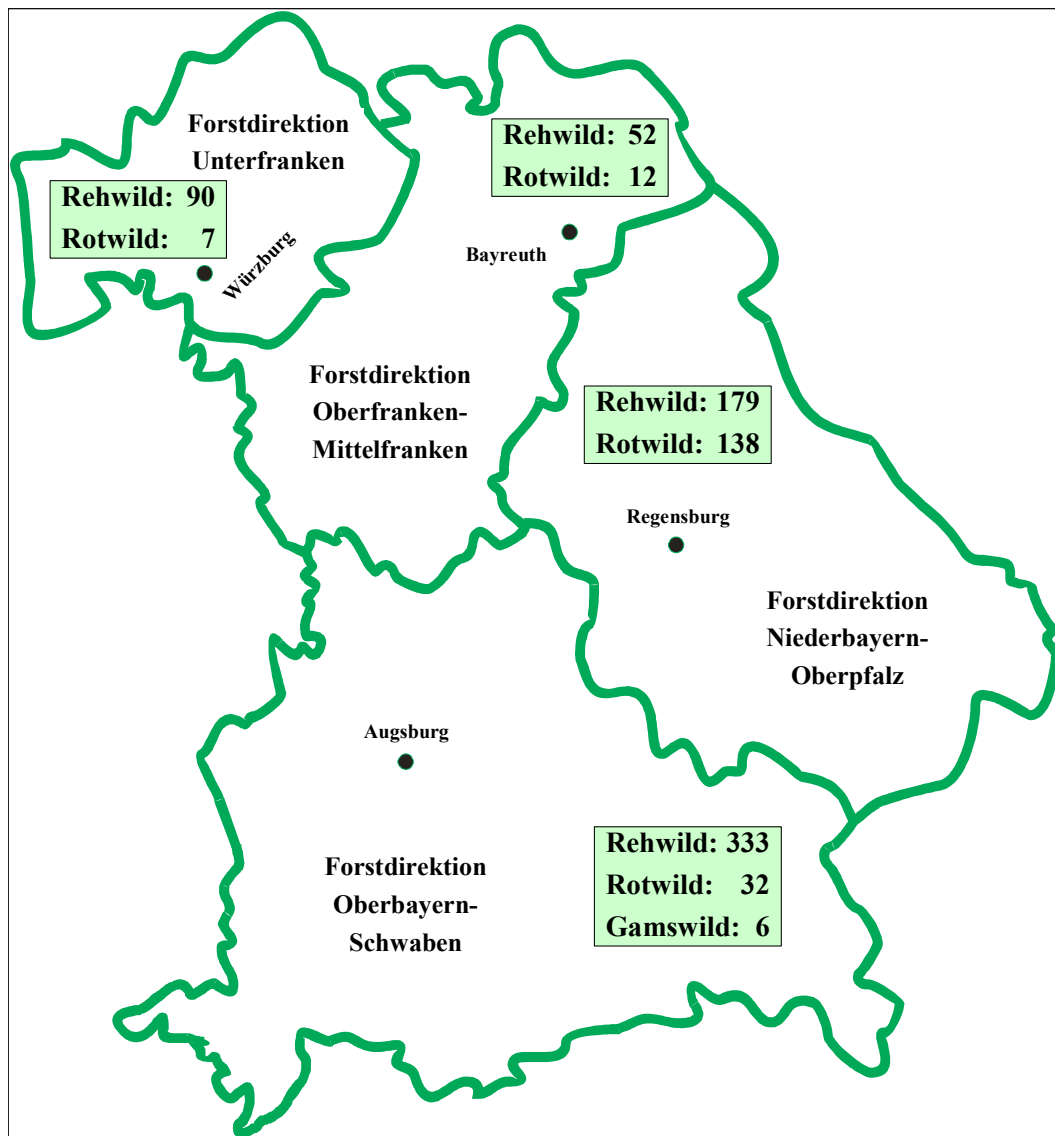 Forstdirektion
Unterfranken
Rehwild: 90
Rotwild: 7
Würzburg
Rehwild: 52
Rotwild: 12
Bayreuth
Forstdirektion
Oberfranken-
Mittelfranken
Rehwild: 179
Rotwild: 138
Regensburg
Forstdirektion
Niederbayern-
Oberpfalz
Augsburg
Forstdirektion
Oberbayern-
Schwaben
Rehwild: 333
Rotwild: 32
Gamswild: 6